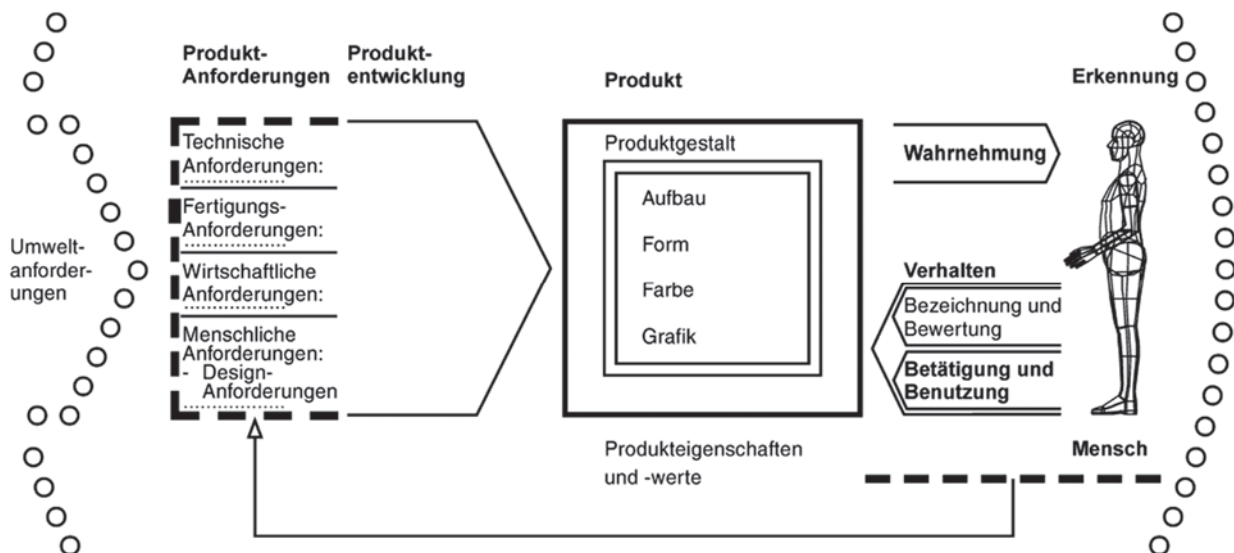 Produkt-
Anforderungen
Produkt-
entwicklung
Produkt
Erkennung
Umwelt-
anforder-
ungen
Technische
Anforderungen:
Fertigungs-
Anforderungen:
Wirtschaftliche
Anforderungen:
Menschliche
Anforderungen:
- Design-
Anforderungen
Produktgestalt
Aufbau
Form
Farbe
Grafik
Wahrnehmung
Verhalten
Bezeichnung und
Bewertung
Betätigung und
Benutzung
Produkteigenschaften
und -werte
Mensch